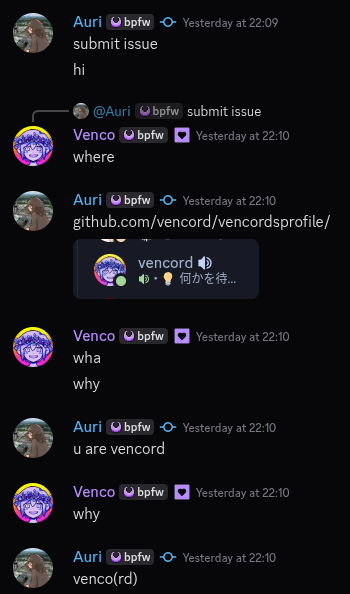 Auri bpfw Yesterday at 22:09
submit issue
hi
@Auri bpfw submit issue
Venco bpfw Yesterday at 22:10
where
Auri bpfw Yesterday at 22:10
github.com/vencord/vencordsprofile/
vencord
何かを待...
Venco bpfw Yesterday at 22:10
wha
why
Auri bpfw Yesterday at 22:10
u are vencord
Venco bpfw Yesterday at 22:10
why
Auri bpfw Yesterday at 22:10
venco(rd)